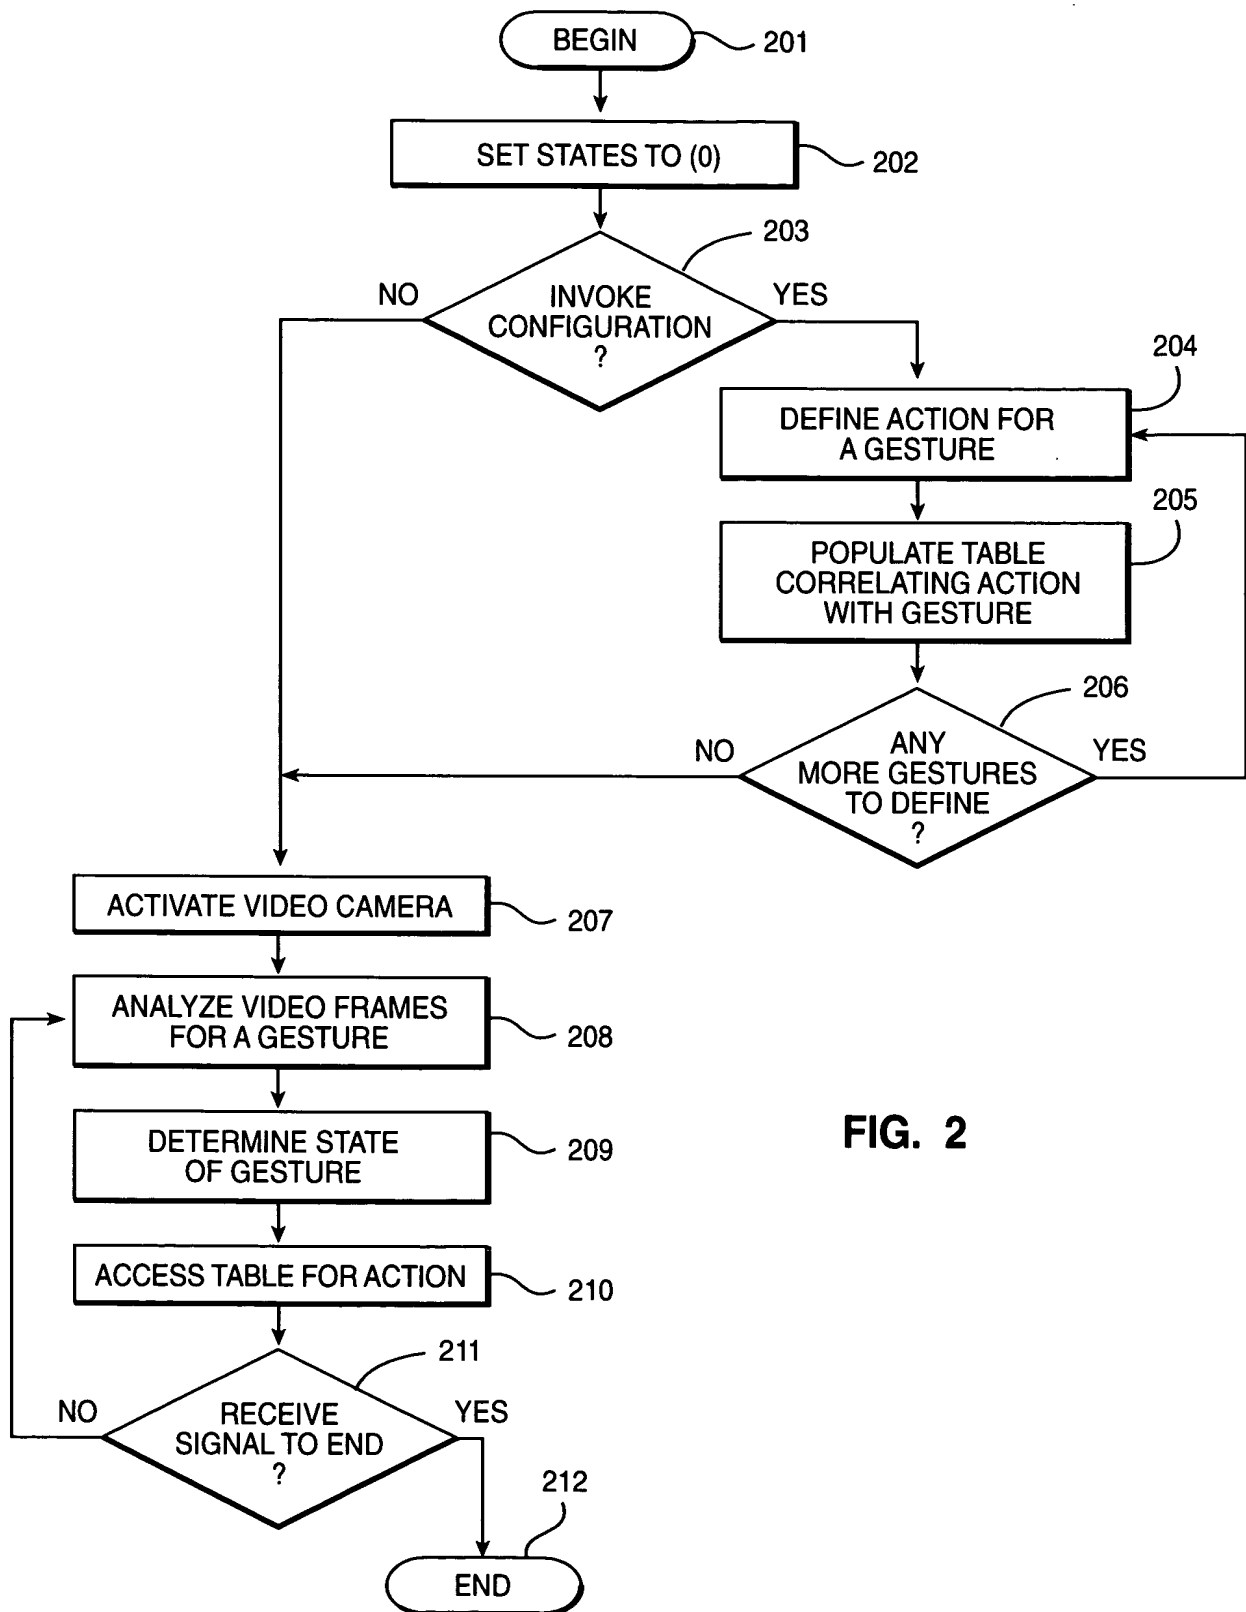 BEGIN
201
SET STATES TO (0)
202
203
NO
YES
INVOKE
CONFIGURATION
?
204
DEFINE ACTION FOR
A GESTURE
205
POPULATE TABLE
CORRELATING ACTION
WITH GESTURE
206
NO
YES
ANY
MORE GESTURES
TO DEFINE
?
ACTIVATE VIDEO CAMERA
207
ANALYZE VIDEO FRAMES
FOR A GESTURE
208
DETERMINE STATE
OF GESTURE
209
FIG. 2
ACCESS TABLE FOR ACTION
210
211
NO
YES
RECEIVE
SIGNAL TO END
?
212
END